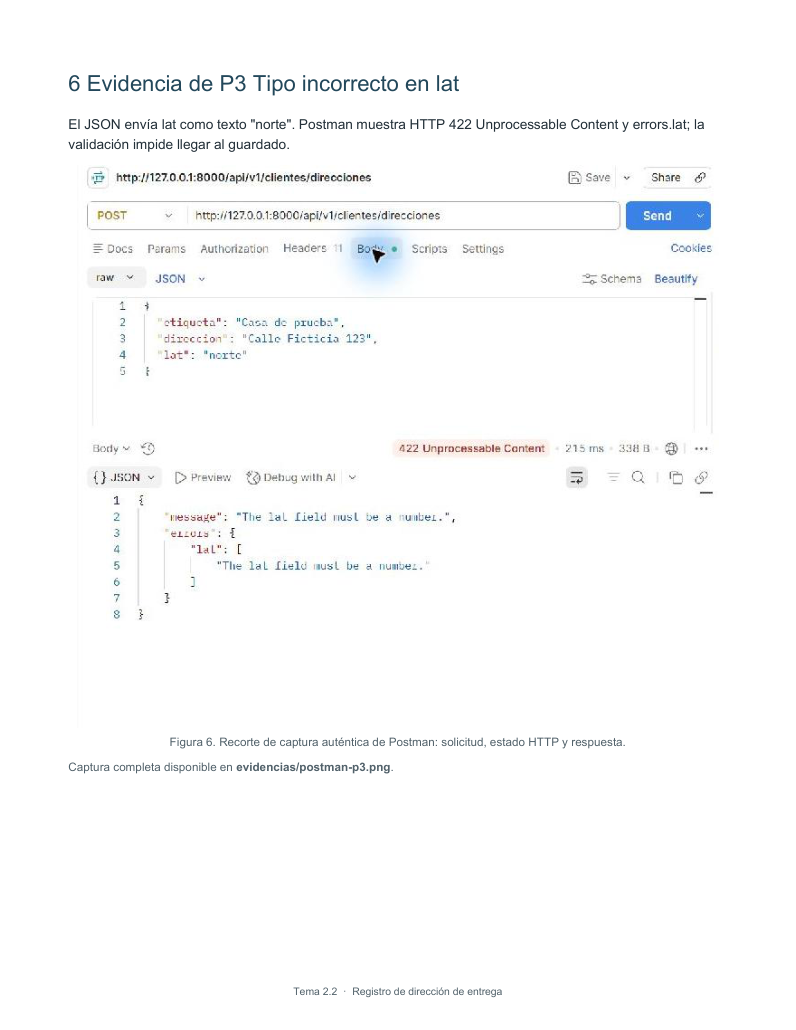 6 Evidencia de P3 Tipo incorrecto en lat
El JSON envía lat como texto "norte". Postman muestra HTTP 422 Unprocessable Content y errors.lat; la
validación impide llegar al guardado.
http://127.0.0.1:8000/api/v1/clientes/direcciones
Save
Share
POST
http://127.0.0.1:8000/api/v1/clientes/direcciones
Send
Docs Params Authorization Headers 11 Body Scripts Settings Cookies
raw JSON Schema Beautify
1 {
2 "etiqueta": "Casa de prueba",
3 "direccion": "Calle Ficticia 123",
4 "lat": "norte"
5 }
Body 422 Unprocessable Content · 215 ms · 338 B
{} JSON Preview Debug with AI
1 {
2 "message": "The lat field must be a number.",
3 "errors": {
4 "lat": [
5 "The lat field must be a number."
6 ]
7 }
8 }
Figura 6. Recorte de captura auténtica de Postman: solicitud, estado HTTP y respuesta.
Captura completa disponible en evidencias/postman-p3.png.
Tema 2.2 · Registro de dirección de entrega